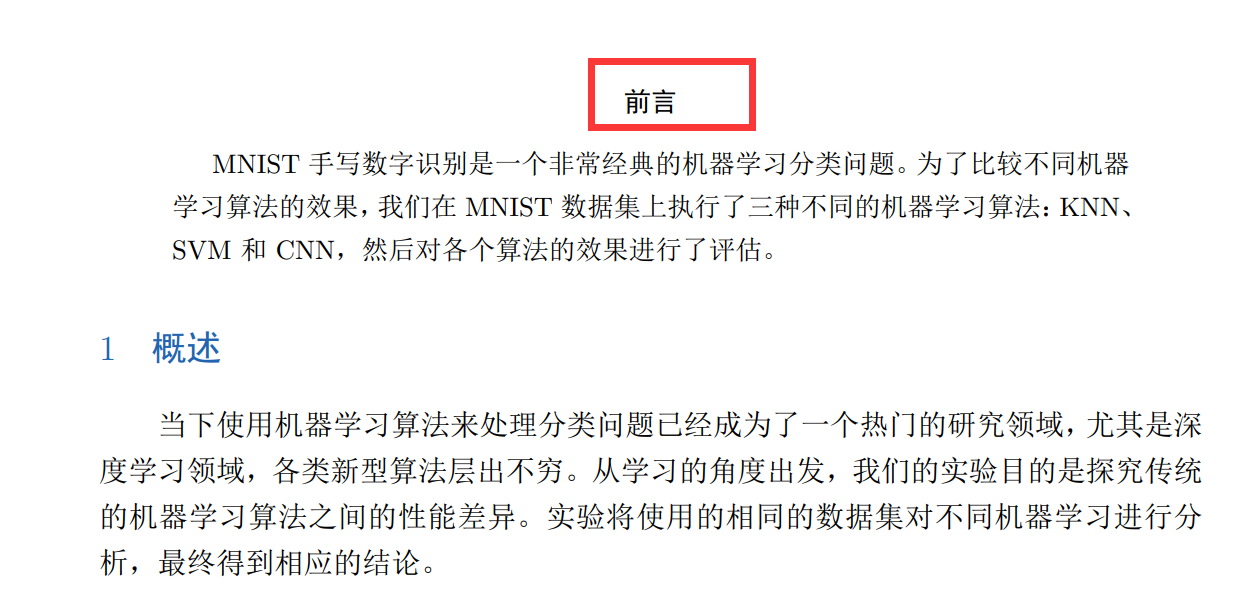 前言
MNIST 手写数字识别是一个非常经典的机器学习分类问题。为了比较不同机器
学习算法的效果，我们在 MNIST 数据集上执行了三种不同的机器学习算法：KNN、
SVM 和 CNN，然后对各个算法的效果进行了评估。
1 概述
当下使用机器学习算法来处理分类问题已经成为了一个热门的研究领域，尤其是深
度学习领域，各类新型算法层出不穷。从学习的角度出发，我们的实验目的是探究传统
的机器学习算法之间的性能差异。实验将使用的相同的数据集对不同机器学习进行分
析，最终得到相应的结论。